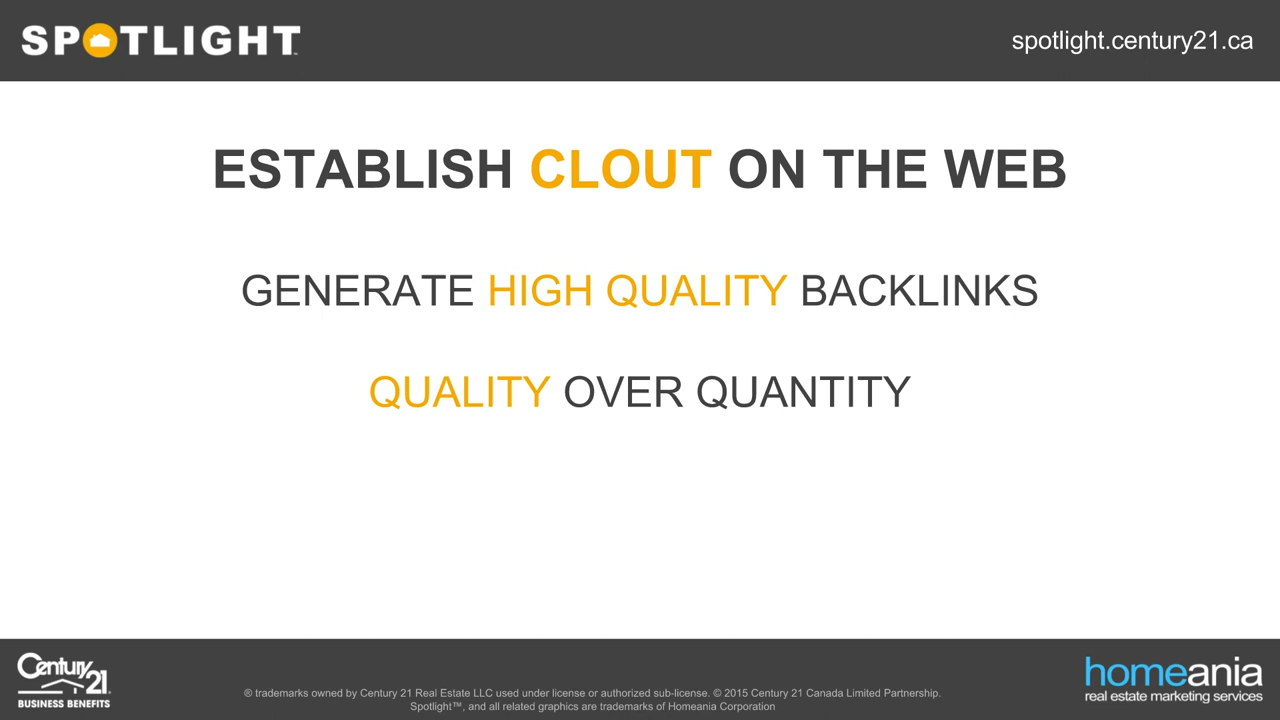 SPOTLIGHT™
spotlight.century21.ca
ESTABLISH CLOUT ON THE WEB
GENERATE HIGH QUALITY BACKLINKS
QUALITY OVER QUANTITY
Century 21®
BUSINESS BENEFITS
® trademarks owned by Century 21 Real Estate LLC used under license or authorized sub-license. © 2015 Century 21 Canada Limited Partnership.
Spotlight™, and all related graphics are trademarks of Homeania Corporation
homeania
real estate marketing services